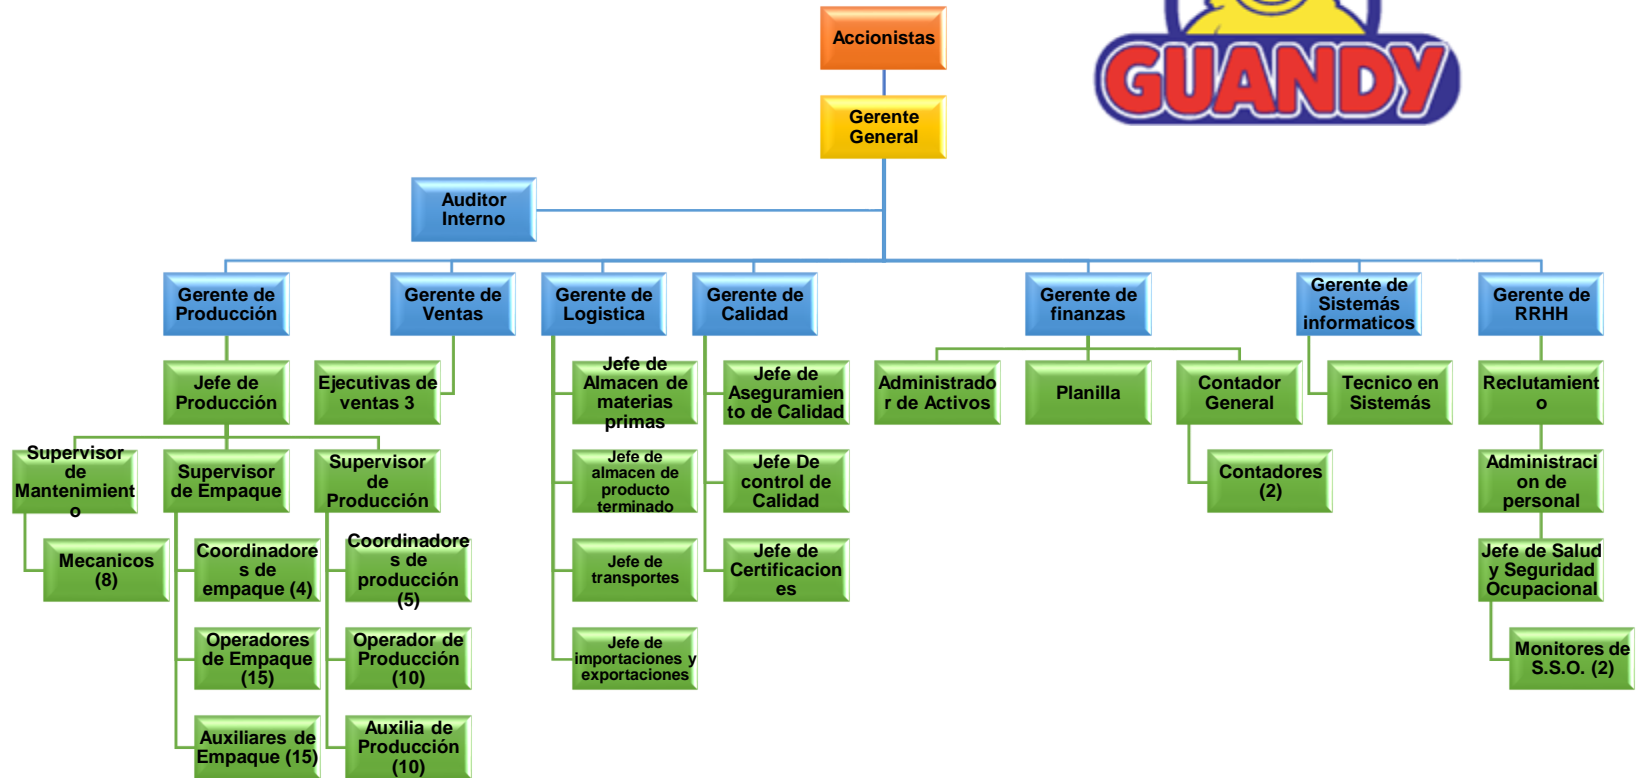 Accionistas
GUANDY
Gerente
General
Auditor
Interno
Gerente de
Producción
Gerente de
Ventas
Gerente de
Logistica
Gerente de
Calidad
Gerente de
finanzas
Gerente de
Sistemás
informaticos
Gerente de
RRHH
Jefe de
Producción
Ejecutivas de
ventas 3
Jefe de
Almacen de
materias
primas
Jefe de
Aseguramien
to de Calidad
Administrado
r de Activos
Planilla
Contador
General
Tecnico en
Sistemás
Reclutamient
o
Supervisor
de
Mantenimient
o
Supervisor
de Empaque
Supervisor
de
Producción
Jefe de
almacen de
producto
terminado
Jefe De
control de
Calidad
Contadores
(2)
Administraci
on de
personal
Mecanicos
(8)
Coordinadore
s de
empaque (4)
Coordinadore
s de
producción
(5)
Jefe de
transportes
Jefe de
Certificacion
es
Jefe de Salud
y Seguridad
Ocupacional
Operadores
de Empaque
(15)
Operador de
Producción
(10)
Jefe de
importaciones y
exportaciones
Monitores de
S.S.O. (2)
Auxiliares de
Empaque (15)
Auxilia de
Producción
(10)